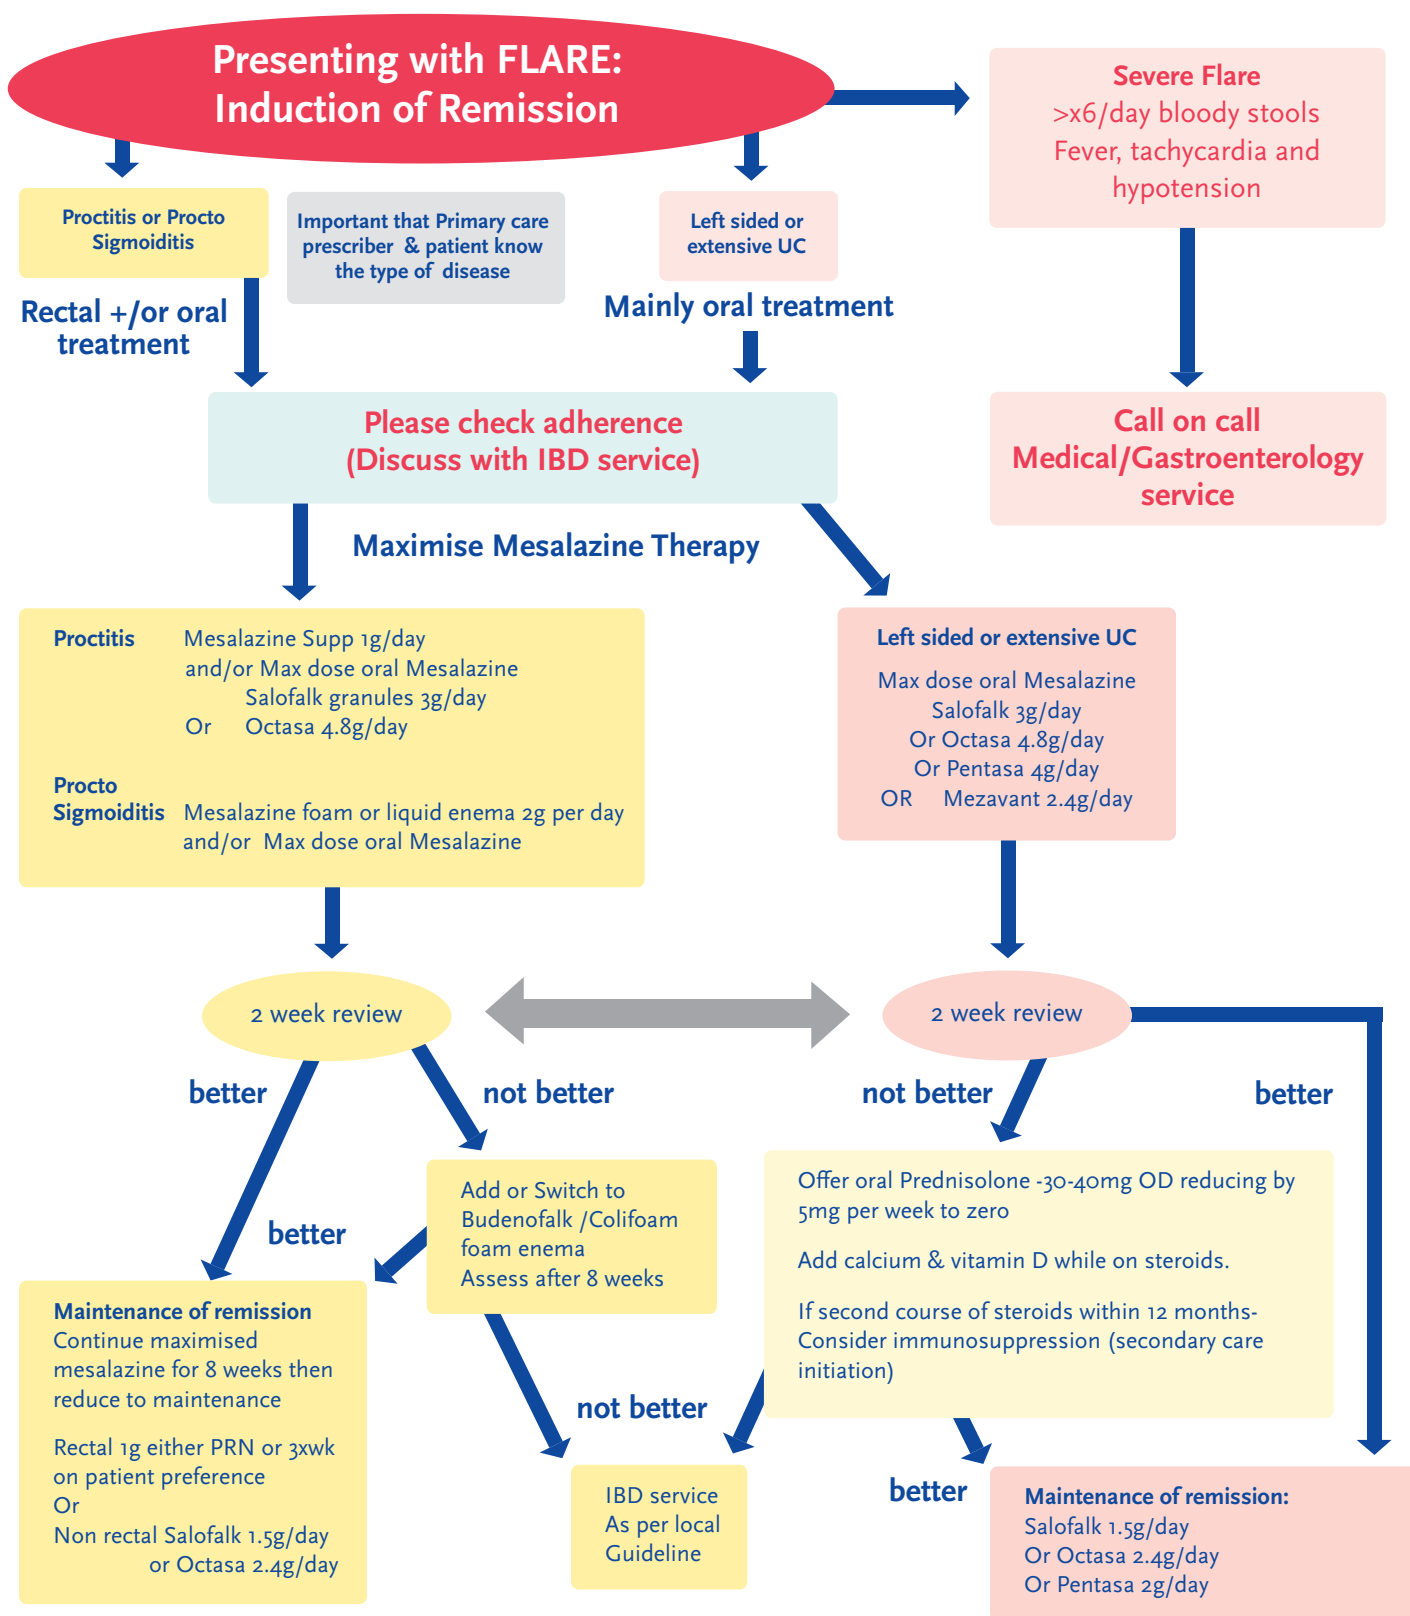 Presenting with FLARE:
Induction of Remission
Severe Flare
>x6/day bloody stools
Fever, tachycardia and
hypotension
Proctitis or Procto
Sigmoiditis
Important that Primary care
prescriber & patient know
the type of disease
Left sided or
extensive UC
Rectal +/or oral
treatment
Mainly oral treatment
Please check adherence
(Discuss with IBD service)
Call on call
Medical/Gastroenterology
service
Maximise Mesalazine Therapy
Proctitis Mesalazine Supp 1g/day
and/or Max dose oral Mesalazine
Salofalk granules 3g/day
Or Octasa 4.8g/day
Procto
Sigmoiditis Mesalazine foam or liquid enema 2g per day
and/or Max dose oral Mesalazine
Left sided or extensive UC
Max dose oral Mesalazine
Salofalk 3g/day
Or Octasa 4.8g/day
Or Pentasa 4g/day
OR Mezavant 2.4g/day
2 week review
2 week review
better
not better
not better
better
Add or Switch to
Budenofalk /Colifoam
foam enema
Assess after 8 weeks
better
Offer oral Prednisolone -30-40mg OD reducing by
5mg per week to zero
Add calcium & vitamin D while on steroids.
If second course of steroids within 12 months-
Consider immunosuppression (secondary care
initiation)
Maintenance of remission
Continue maximised
mesalazine for 8 weeks then
reduce to maintenance
Rectal 1g either PRN or 3xwk
on patient preference
Or
Non rectal Salofalk 1.5g/day
or Octasa 2.4g/day
not better
IBD service
As per local
Guideline
better
Maintenance of remission:
Salofalk 1.5g/day
Or Octasa 2.4g/day
Or Pentasa 2g/day